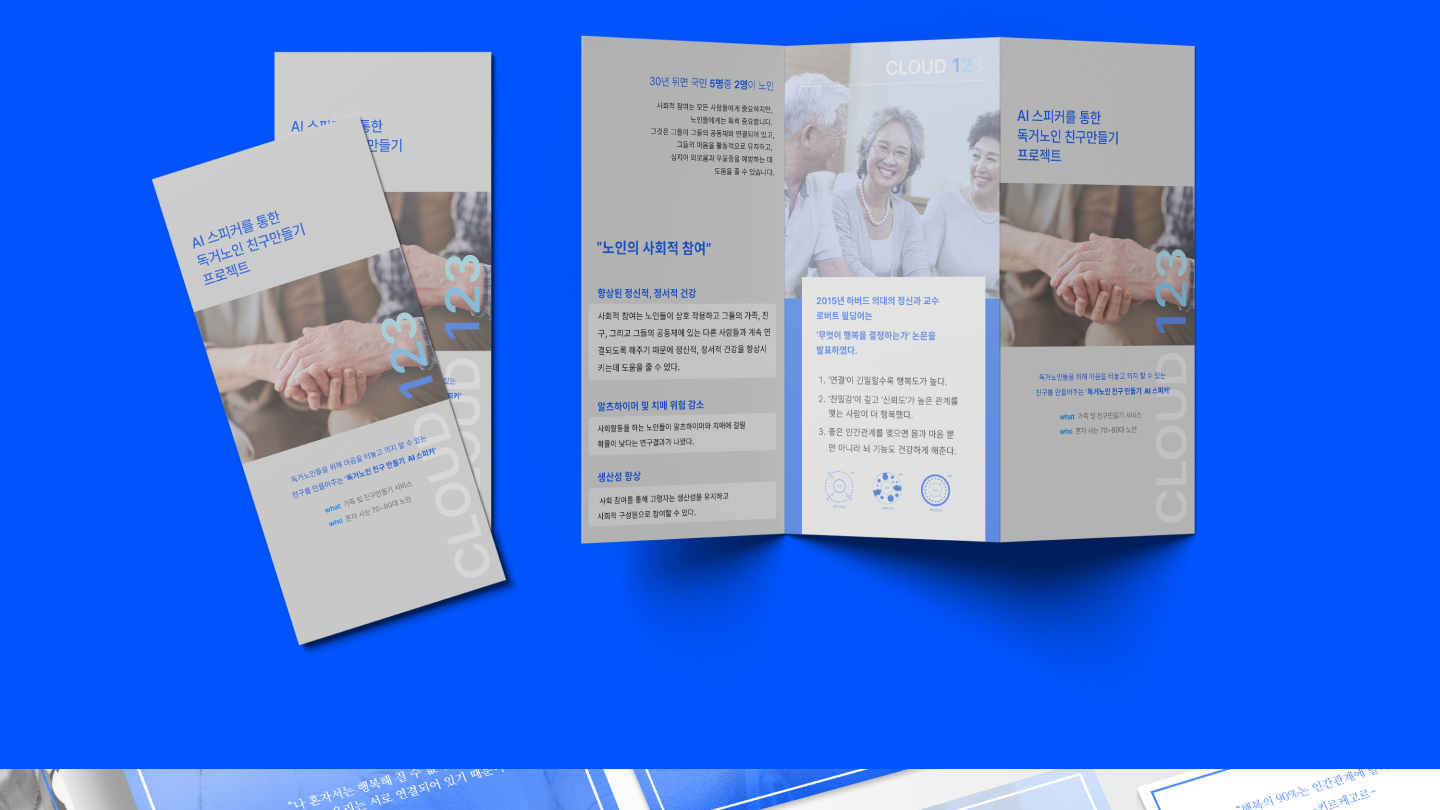 AI 스피커를 통한
독거노인 친구만들기
프로젝트
123
CLOUD
독거노인들을 위해 마음을 터놓고 의지 할 수 있는
친구를 만들어주는 '독거노인 친구 만들기 AI 스피커'
what 가족 및 친구만들기 서비스
who 혼자 사는 70~80대 노인
AI 스피
통한
만들기
123
CLOUD
있는
30년 뒤면 국민 5명중 2명이 노인
사회적 참여는 모든 사람들에게 중요하지만,
노인들에게는 특히 중요합니다.
그것은 그들이 그들의 공동체와 연결되어 있고,
그들의 마음을 활동적으로 유지하고,
심지어 외로움과 우울증을 예방하는 데
도움을 줄 수 있습니다.
“노인의 사회적 참여”
향상된 정신적, 정서적 건강
사회적 참여는 노인들이 상호 작용하고 그들의 가족, 친
구, 그리고 그들의 공동체에 있는 다른 사람들과 계속 연
결되도록 해주기 때문에 정신적, 정서적 건강을 향상시
키는데 도움을 줄 수 있다.
알츠하이머 및 치매 위험 감소
사회활동을 하는 노인들이 알츠하이머와 치매에 걸릴
확률이 낮다는 연구결과가 나왔다.
생산성 향상
사회 참여를 통해 고령자는 생산성을 유지하고
사회적 구성원으로 참여할 수 있다.
CLOUD 123
2015년 하버드 의대의 정신과 교수
로버트 월딩어는
'무엇이 행복을 결정하는가' 논문을
발표하였다.
1. '연결'이 긴밀할수록 행복도가 높다.
2. '친밀감'이 깊고 '신뢰도'가 높은 관계를
맺는 사람이 더 행복했다.
3. 좋은 인간관계를 맺으면 몸과 마음 뿐
만 아니라 뇌 기능도 건강하게 해준다.
AI 스피커를 통한
독거노인 친구만들기
프로젝트
123
CLOUD
독거노인들을 위해 마음을 터놓고 의지 할 수 있는
친구를 만들어주는 '독거노인 친구 만들기 AI 스피커'
what 가족 및 친구만들기 서비스
who 혼자 사는 70~80대 노인
“나 혼자서는 행복해 질 수 없
우리는 서로 연결되어 있기 때문
“행복의 90%는 인간관계에
~키르케고르~